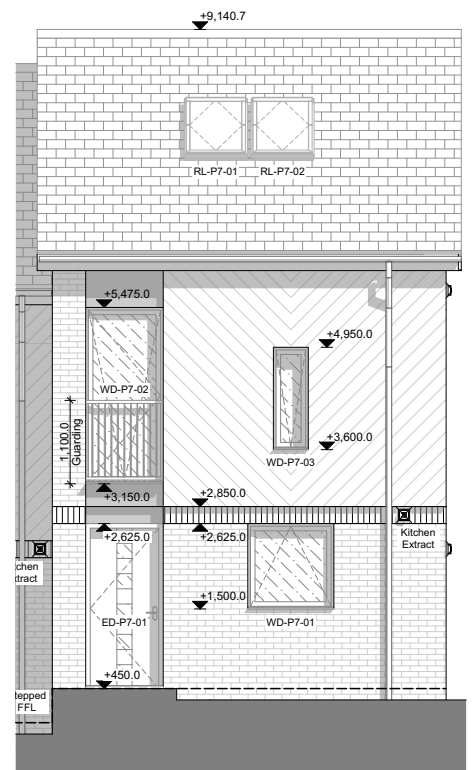 +9,140.7
RL-P7-01 RL-P7-02
+5,475.0
+4,950.0
WD-P7-02
1,100.0
Guarding
+3,600.0
WD-P7-03
+3,150.0
+2,850.0
+2,625.0
+2,625.0
Kitchen
Extract
tchen
tract
+1,500.0
ED-P7-01
WD-P7-01
+450.0
tepped
FFL